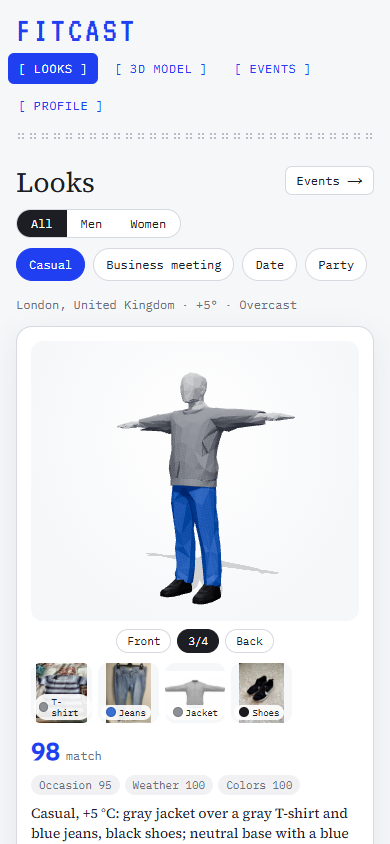 FITCAST
[ LOOKS ] [ 3D MODEL ] [ EVENTS ]
[ PROFILE ]
Looks
Events →
All Men Women
Casual Business meeting Date Party
London, United Kingdom · +5° · Overcast
Front 3/4 Back
T-shirt Jeans Jacket Shoes
98 match
Occasion 95 Weather 100 Colors 100
Casual, +5 °C: gray jacket over a gray T-shirt and
blue jeans, black shoes; neutral base with a blue